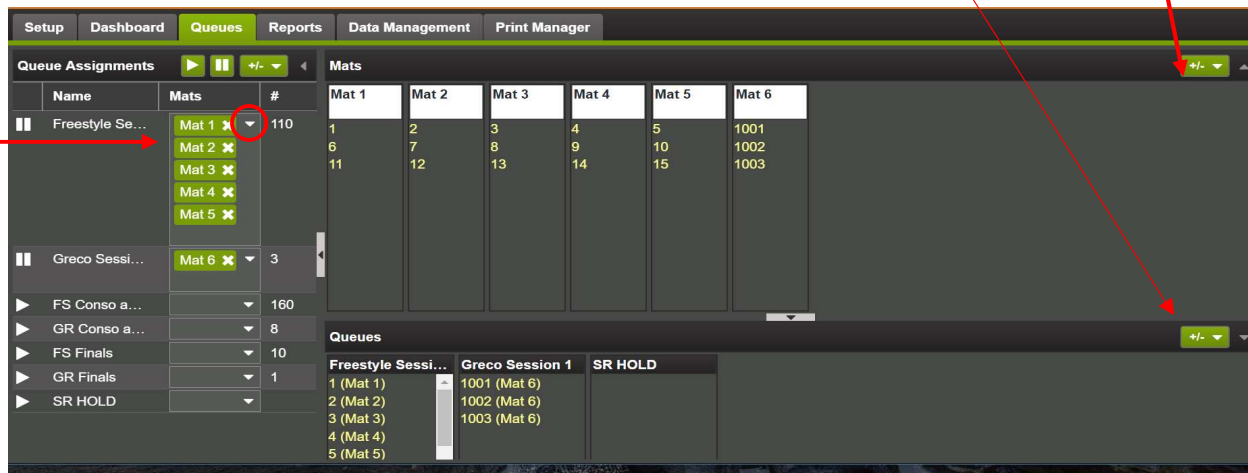 Setup Dashboard Queues Reports Data Management Print Manager
Queue Assignments +/-
Name Mats #
Freestyle Se... Mat 1 110
Mat 2
Mat 3
Mat 4
Mat 5
Greco Sessi... Mat 6 3
FS Conso a... 160
GR Conso a... 8
FS Finals 10
GR Finals 1
SR HOLD
Mats +/-
Mat 1 Mat 2 Mat 3 Mat 4 Mat 5 Mat 6
1 2 3 4 5 1001
6 7 8 9 10 1002
11 12 13 14 15 1003
Queues +/-
Freestyle Sessi... Greco Session 1 SR HOLD
1 (Mat 1) 1001 (Mat 6)
2 (Mat 2) 1002 (Mat 6)
3 (Mat 3) 1003 (Mat 6)
4 (Mat 4)
5 (Mat 5)